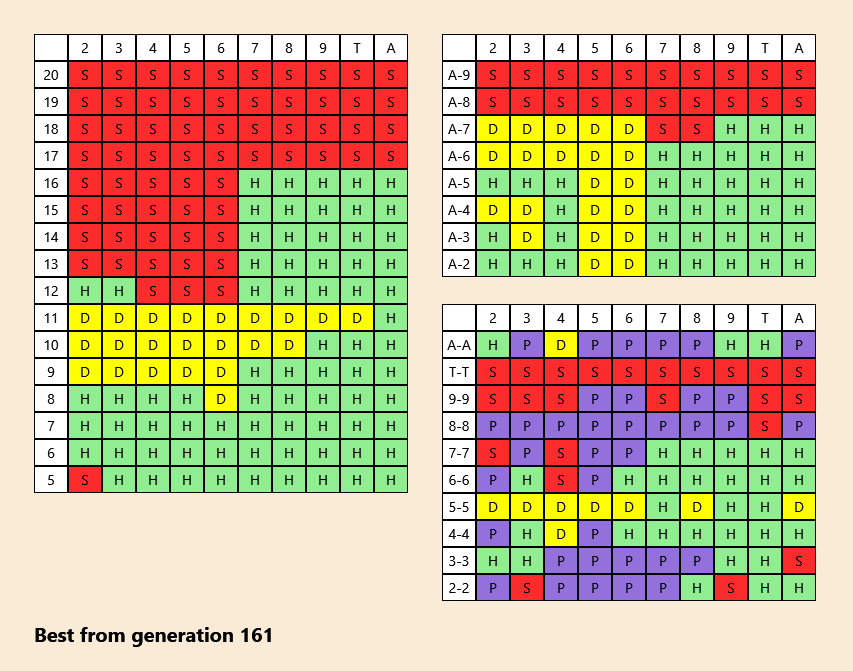 2 3 4 5 6 7 8 9 T A
20 S S S S S S S S S S
19 S S S S S S S S S S
18 S S S S S S S S S S
17 S S S S S S S S S S
16 S S S S S H H H H H
15 S S S S S H H H H H
14 S S S S S H H H H H
13 S S S S S H H H H H
12 H H S S S H H H H H
11 D D D D D D D D D H
10 D D D D D D D H H H
9 D D D D D H H H H H
8 H H H H D H H H H H
7 H H H H H H H H H H
6 H H H H H H H H H H
5 S H H H H H H H H H
2 3 4 5 6 7 8 9 T A
A-9 S S S S S S S S S S
A-8 S S S S S S S S S S
A-7 D D D D D S S H H H
A-6 D D D D D H H H H H
A-5 H H H D D H H H H H
A-4 D D H D D H H H H H
A-3 H D H D D H H H H H
A-2 H H H D D H H H H H
2 3 4 5 6 7 8 9 T A
A-A H P D P P P P H H P
T-T S S S S S S S S S S
9-9 S S S P P S P P S S
8-8 P P P P P P P P S P
7-7 S P S P P H H H H H
6-6 P H S P H H H H H H
5-5 D D D D D H D H H D
4-4 P H D P H H H H H H
3-3 H H P P P P P H H S
2-2 P S P P P P H S H H
Best from generation 161